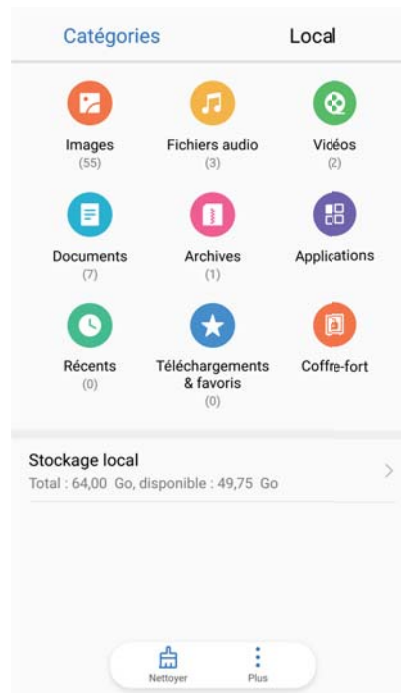 Catégories Local
Images Fichiers audio Vidéos
(55) (3) (2)
Documents Archives Applications
(7) (1)
Récents Téléchargements Coffre-fort
(0) & favoris
(0)
Stockage local
Total : 64,00 Go, disponible : 49,75 Go
Nettoyer Plus